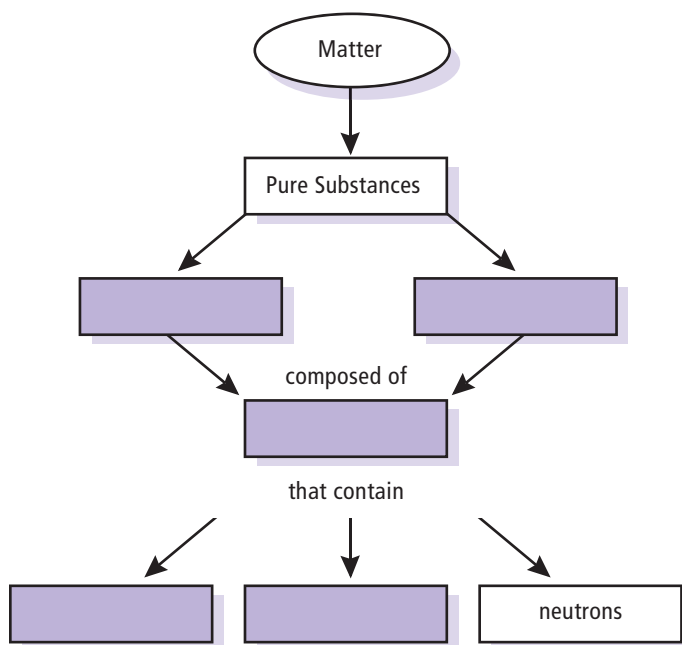 Matter
Pure Substances
composed of
that contain
neutrons